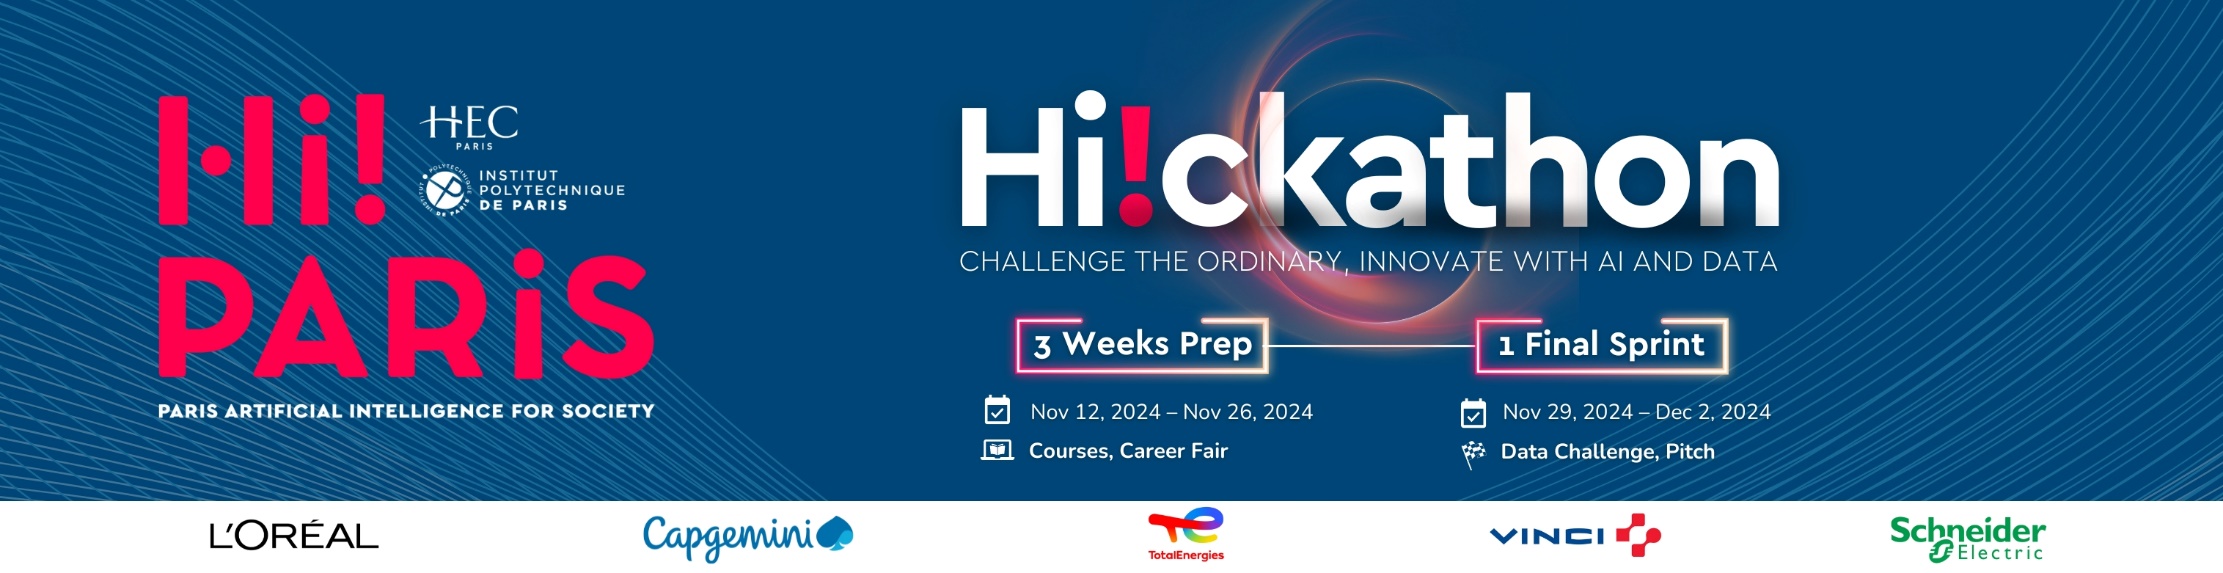 Hi!
PARiS
HEC
PARIS
INSTITUT
POLYTECHNIQUE
DE PARIS
PARIS ARTIFICIAL INTELLIGENCE FOR SOCIETY
Hi!ckathon
CHALLENGE THE ORDINARY, INNOVATE WITH AI AND DATA
3 Weeks Prep
Nov 12, 2024 – Nov 26, 2024
Courses, Career Fair
1 Final Sprint
Nov 29, 2024 – Dec 2, 2024
Data Challenge, Pitch
L'ORÉAL
Capgemini
TotalEnergies
VINCI
Schneider
Electric